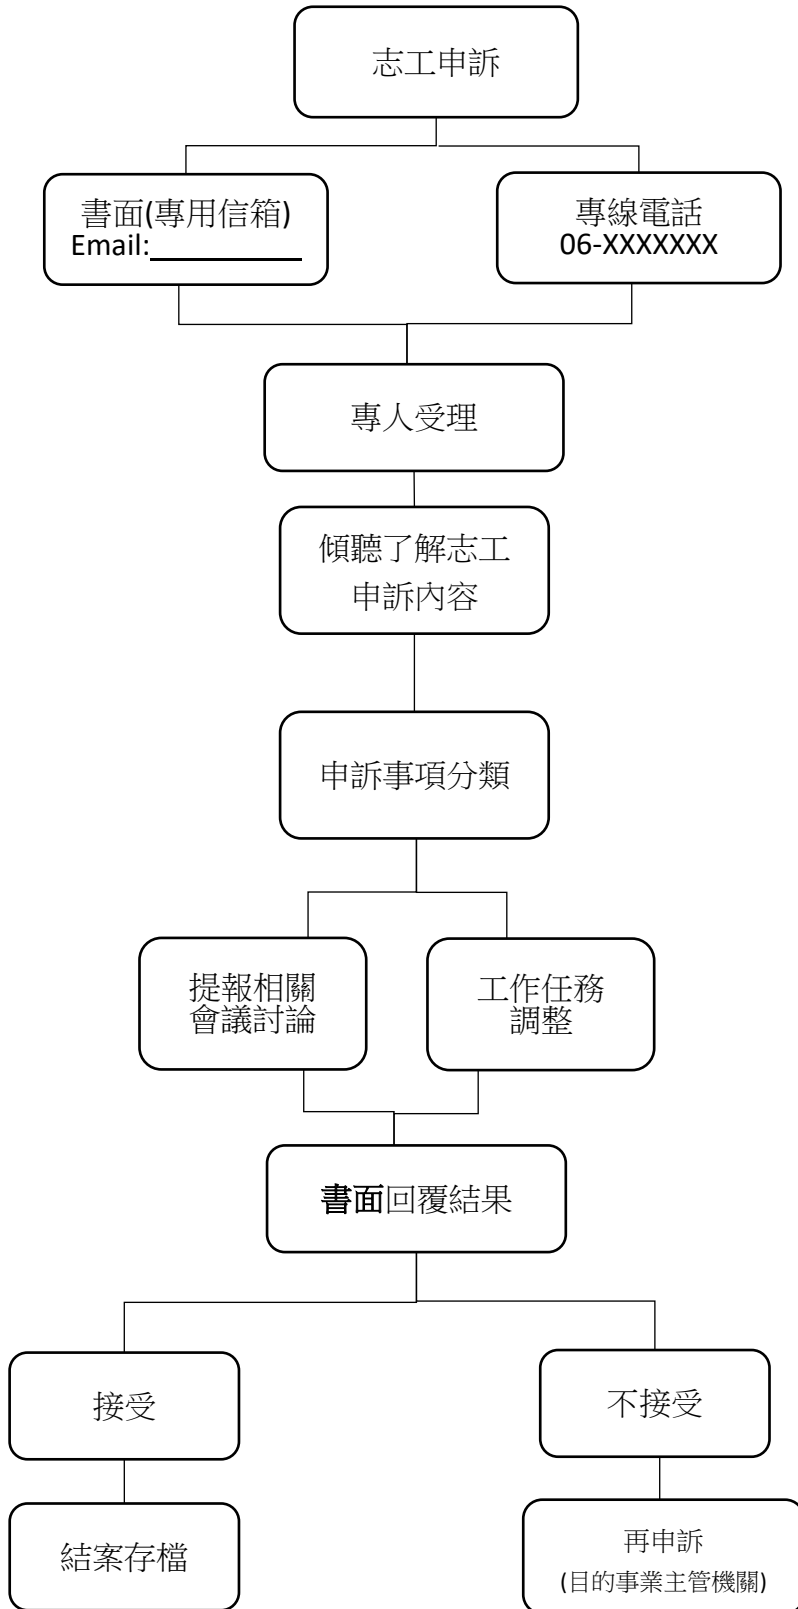 志工申訴
書面(專用信箱)
Email:___________
專線電話
06-XXXXXXX
專人受理
傾聽了解志工
申訴內容
申訴事項分類
提報相關
會議討論
工作任務
調整
書面回覆結果
接受
不接受
結案存檔
再申訴
(目的事業主管機關)